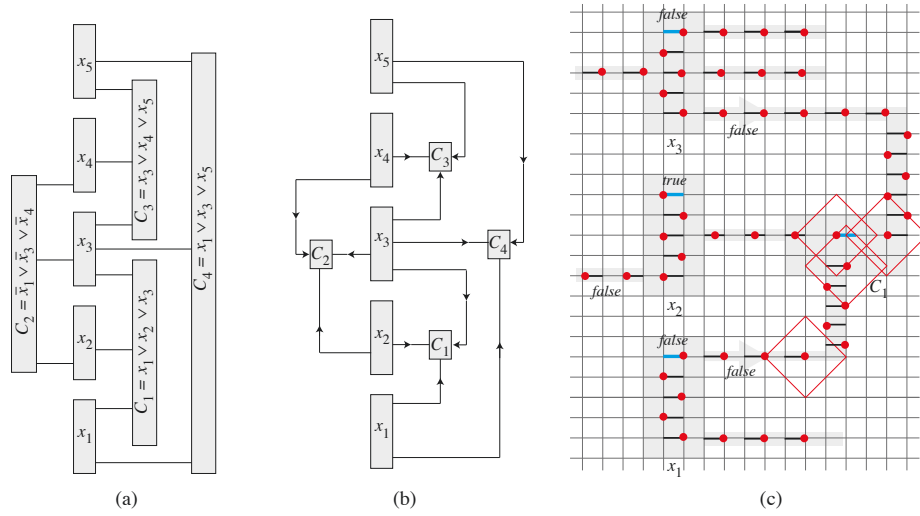 x₅
x₄
x₃
x₂
x₁
C₂ = x̄₁ ∨ x̄₃ ∨ x̄₄
C₃ = x₃ ∨ x₄ ∨ x₅
C₁ = x₁ ∨ x₂ ∨ x₃
C₄ = x₁ ∨ x₃ ∨ x₅
(a)
x₅
x₄
C₃
x₃
C₂
C₄
x₂
C₁
x₁
(b)
false
false
x₃
true
false
x₂
C₁
false
false
x₁
(c)